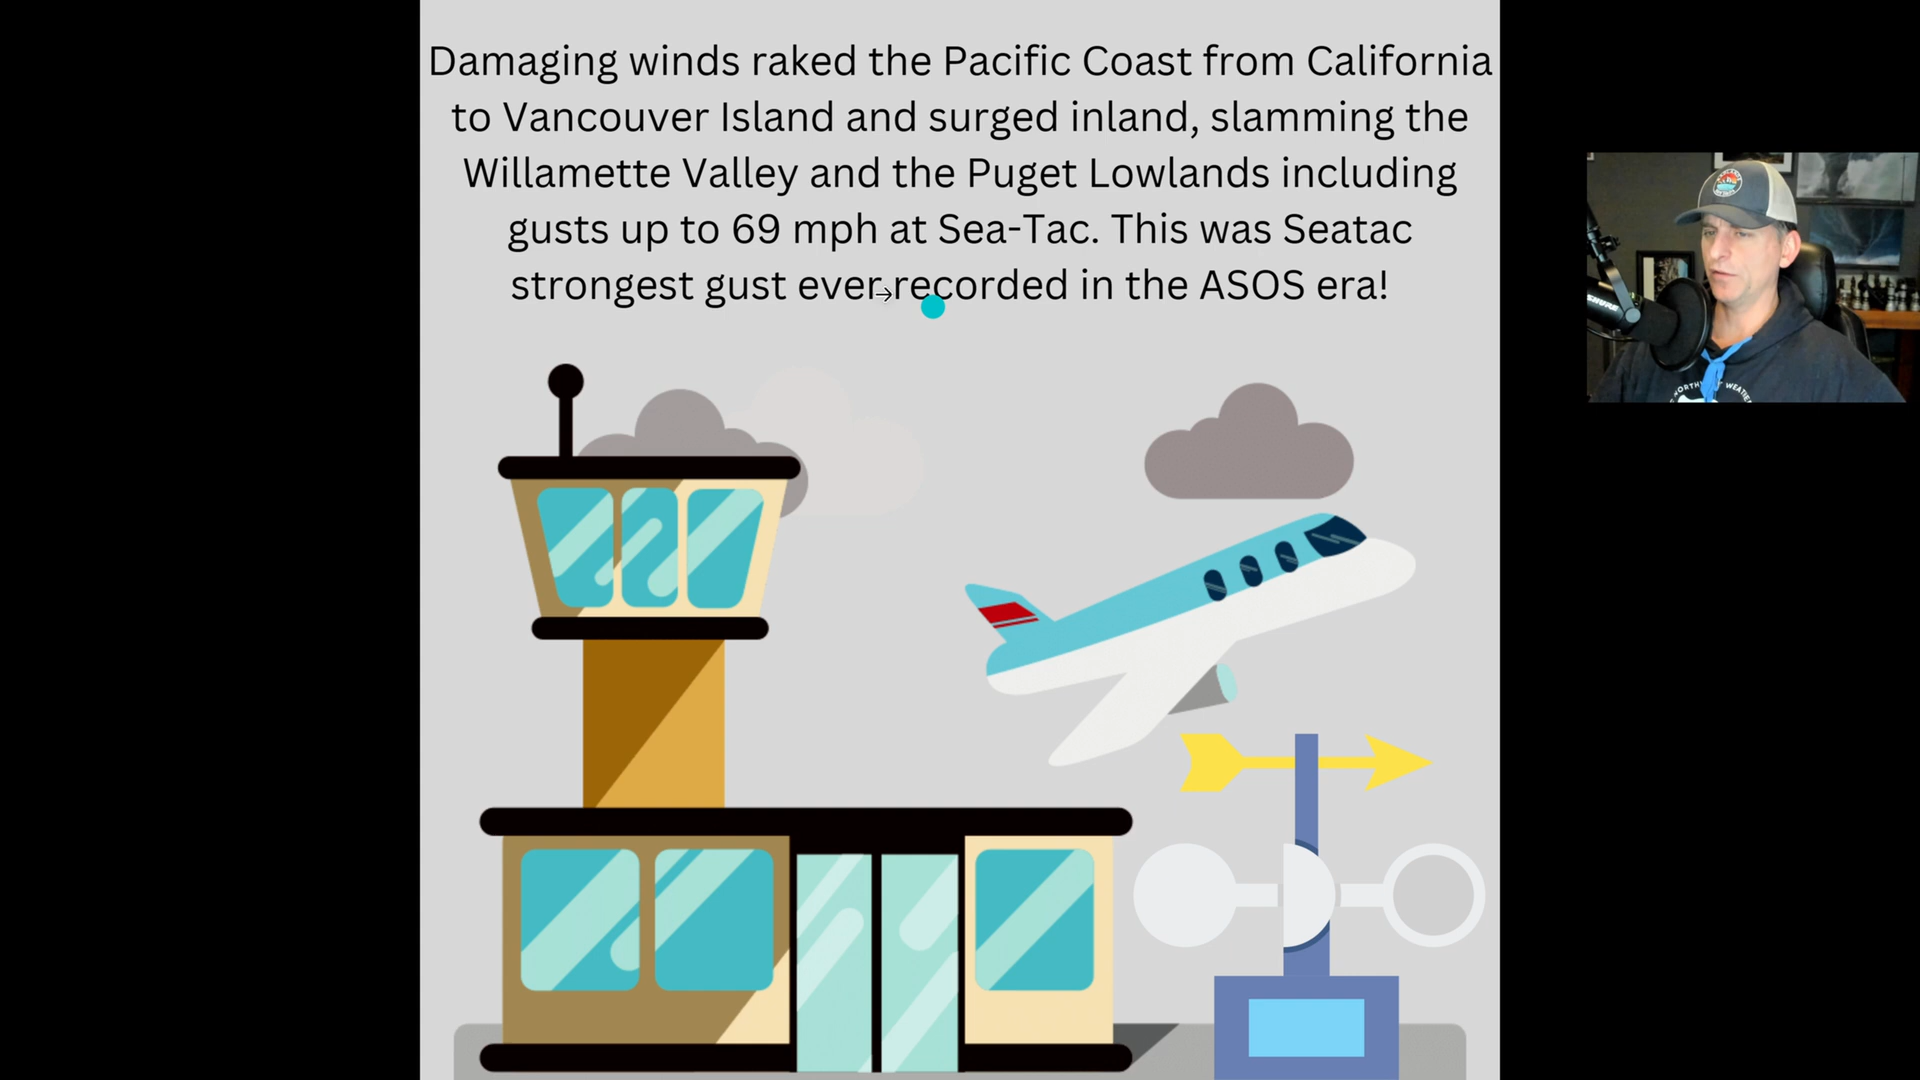 Damaging winds raked the Pacific Coast from California
to Vancouver Island and surged inland, slamming the
Willamette Valley and the Puget Lowlands including
gusts up to 69 mph at Sea-Tac. This was Seatac
strongest gust ever recorded in the ASOS era!
SHURE